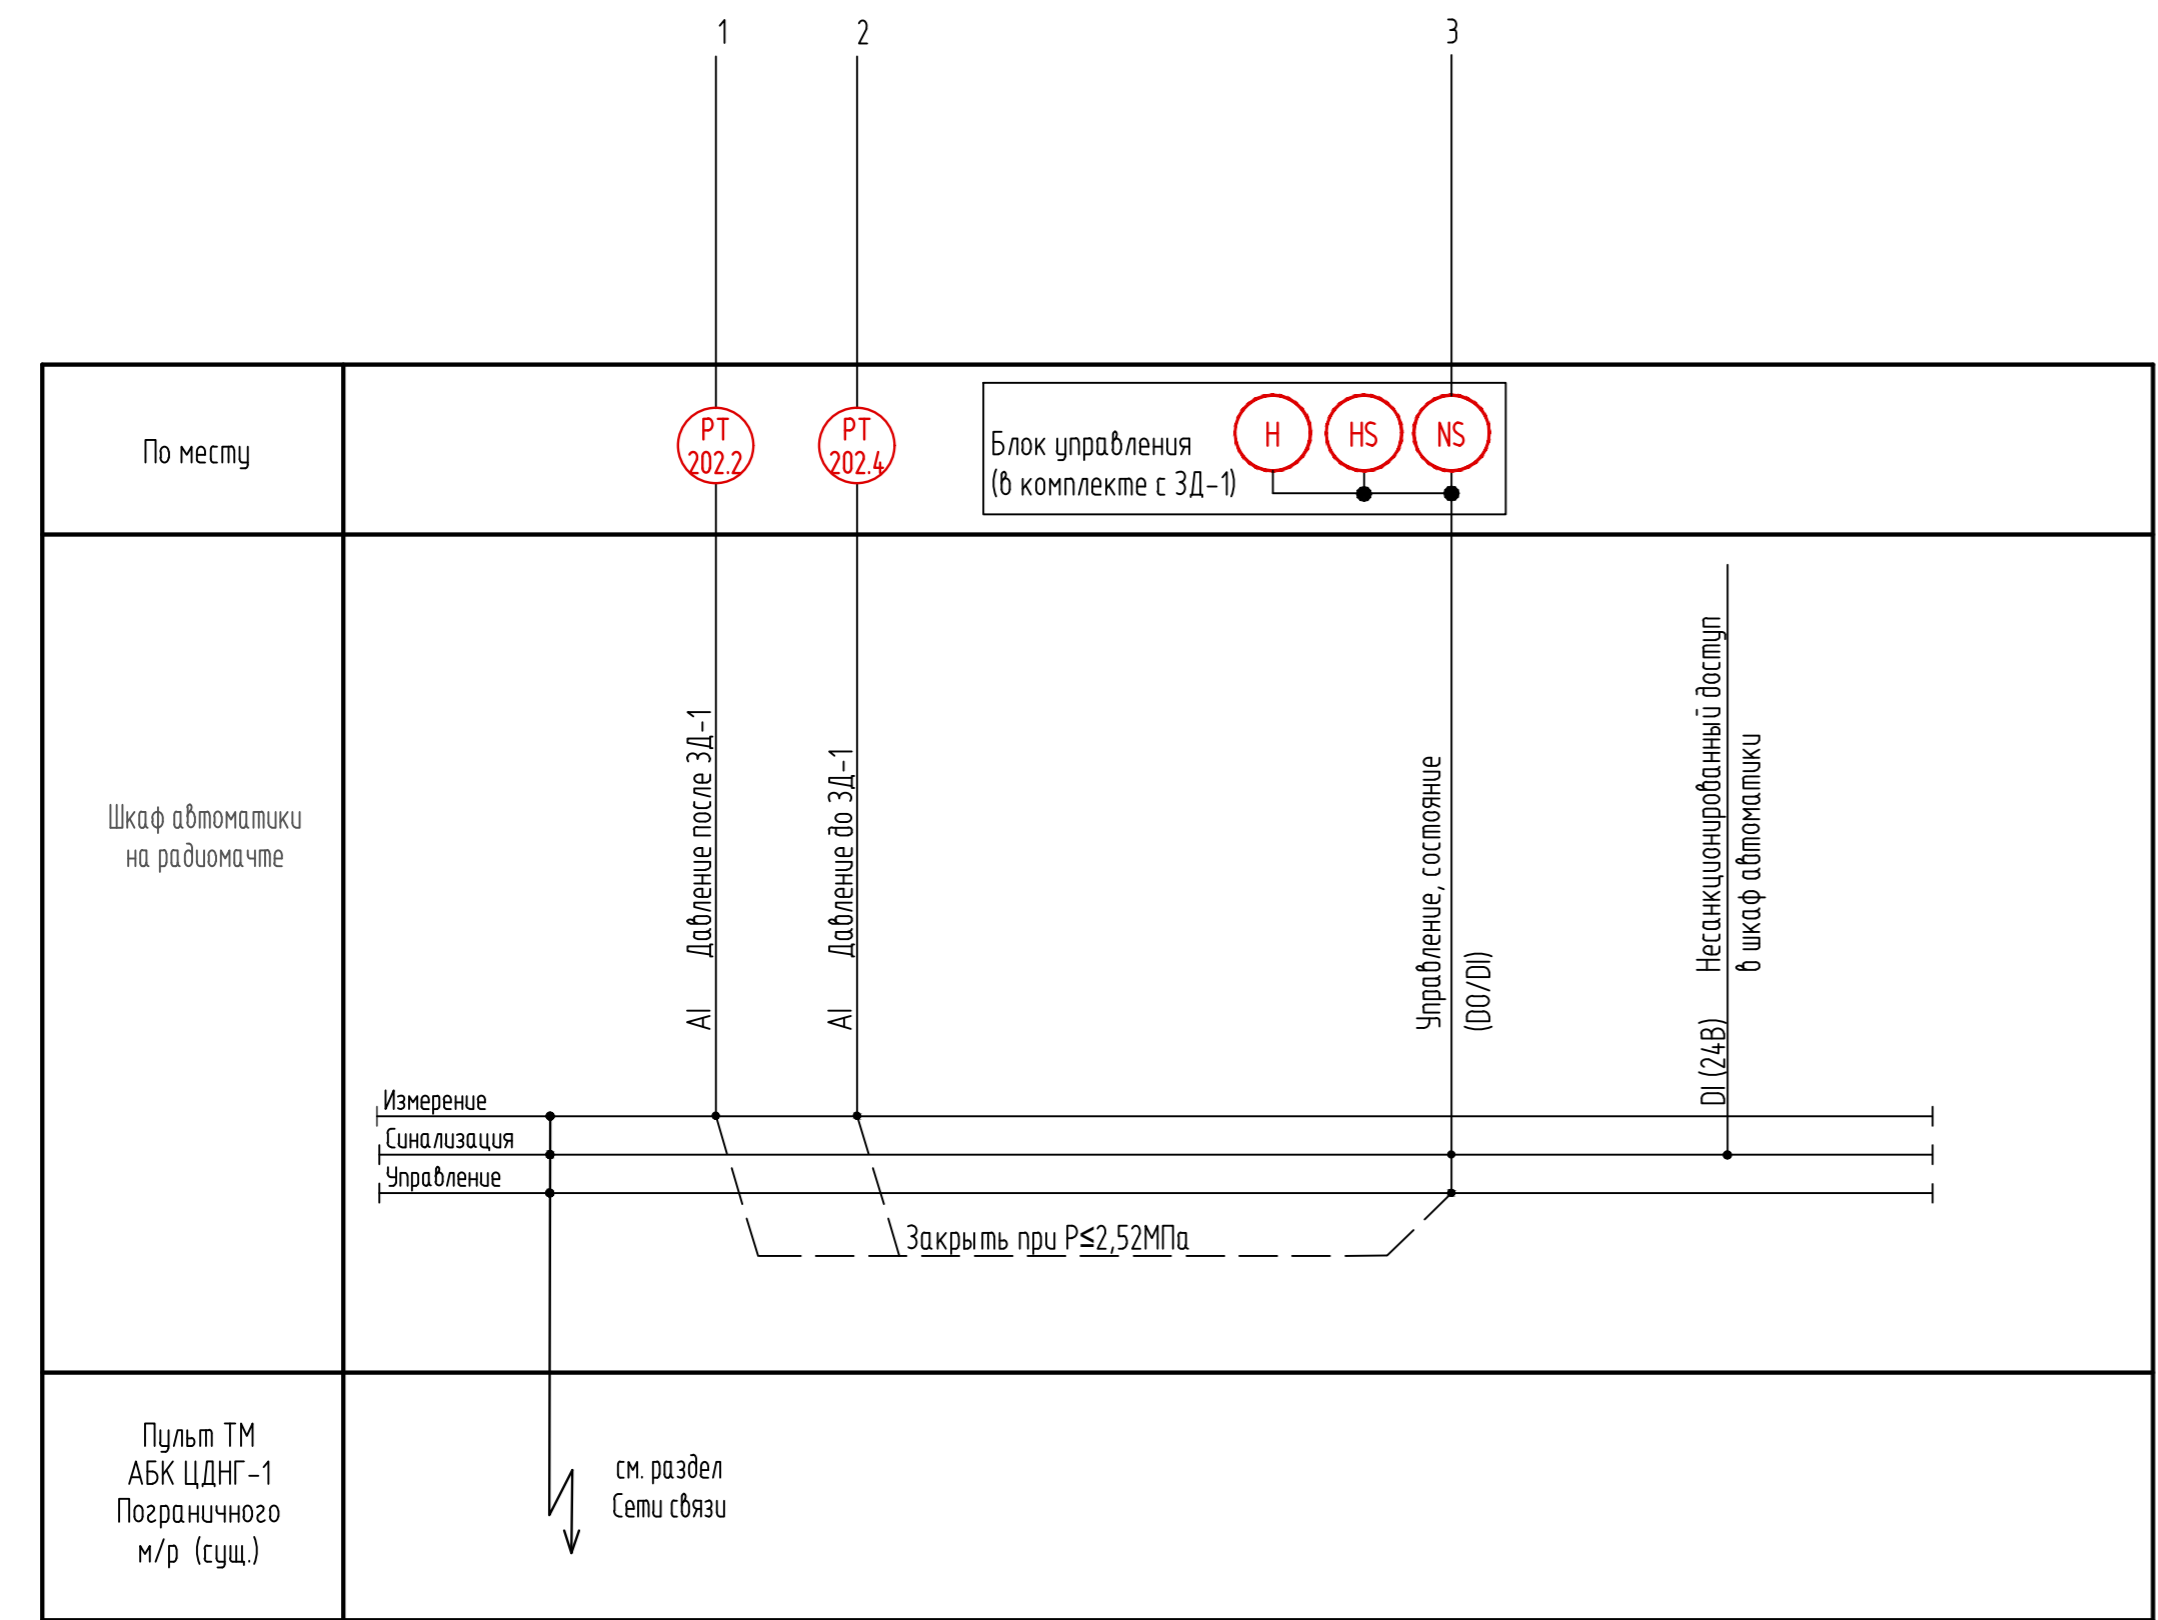 1
2
3
По месту
PT
202.2
PT
202.4
Блок управления
(в комплекте с ЗД-1)
H
HS
NS
Шкаф автоматики
на радиомачте
AI Давление после ЗД-1
AI Давление до ЗД-1
Управление, состояние
(DO/DI)
DI (24В) Несанкционированный доступ
в шкаф автоматики
Измерение
Синализация
Управление
Закрыть при P≤2,52МПа
Пульт ТМ
АБК ЦДНГ-1
Пограничного
м/р (сущ.)
см. раздел
Сети связи